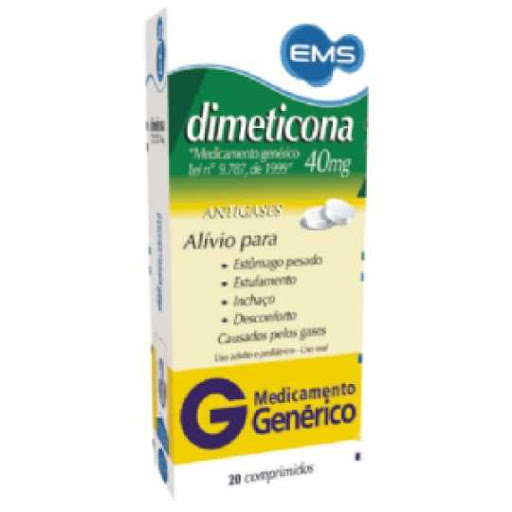 EMS
dimeticona
"Medicamento genérico
Lei nº 9.787, de 1999"
40mg
ANTIGASES
Alívio para
• Estômago pesado
• Estufamento
• Inchaço
• Desconforto
Causados pelos gases
Uso adulto e pediátrico - Uso oral
G Medicamento
Genérico
20 comprimidos
dimeticona